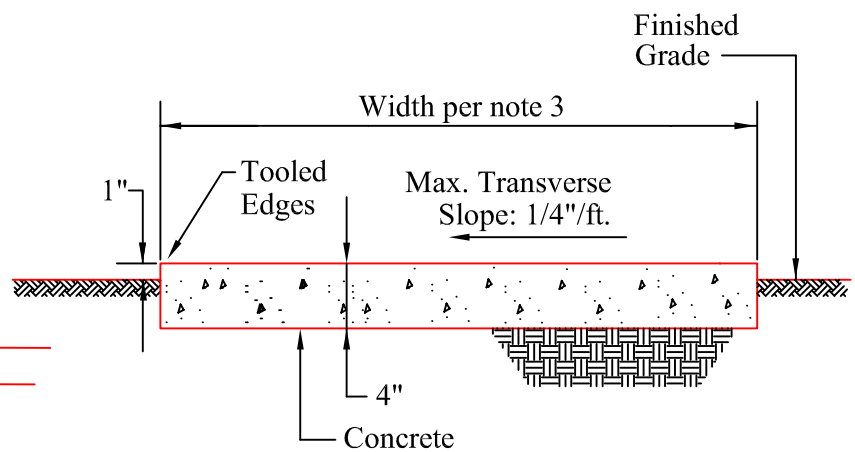 Finished
Grade
Width per note 3
1"
Tooled
Edges
Max. Transverse
Slope: 1/4"/ft.
4"
Concrete